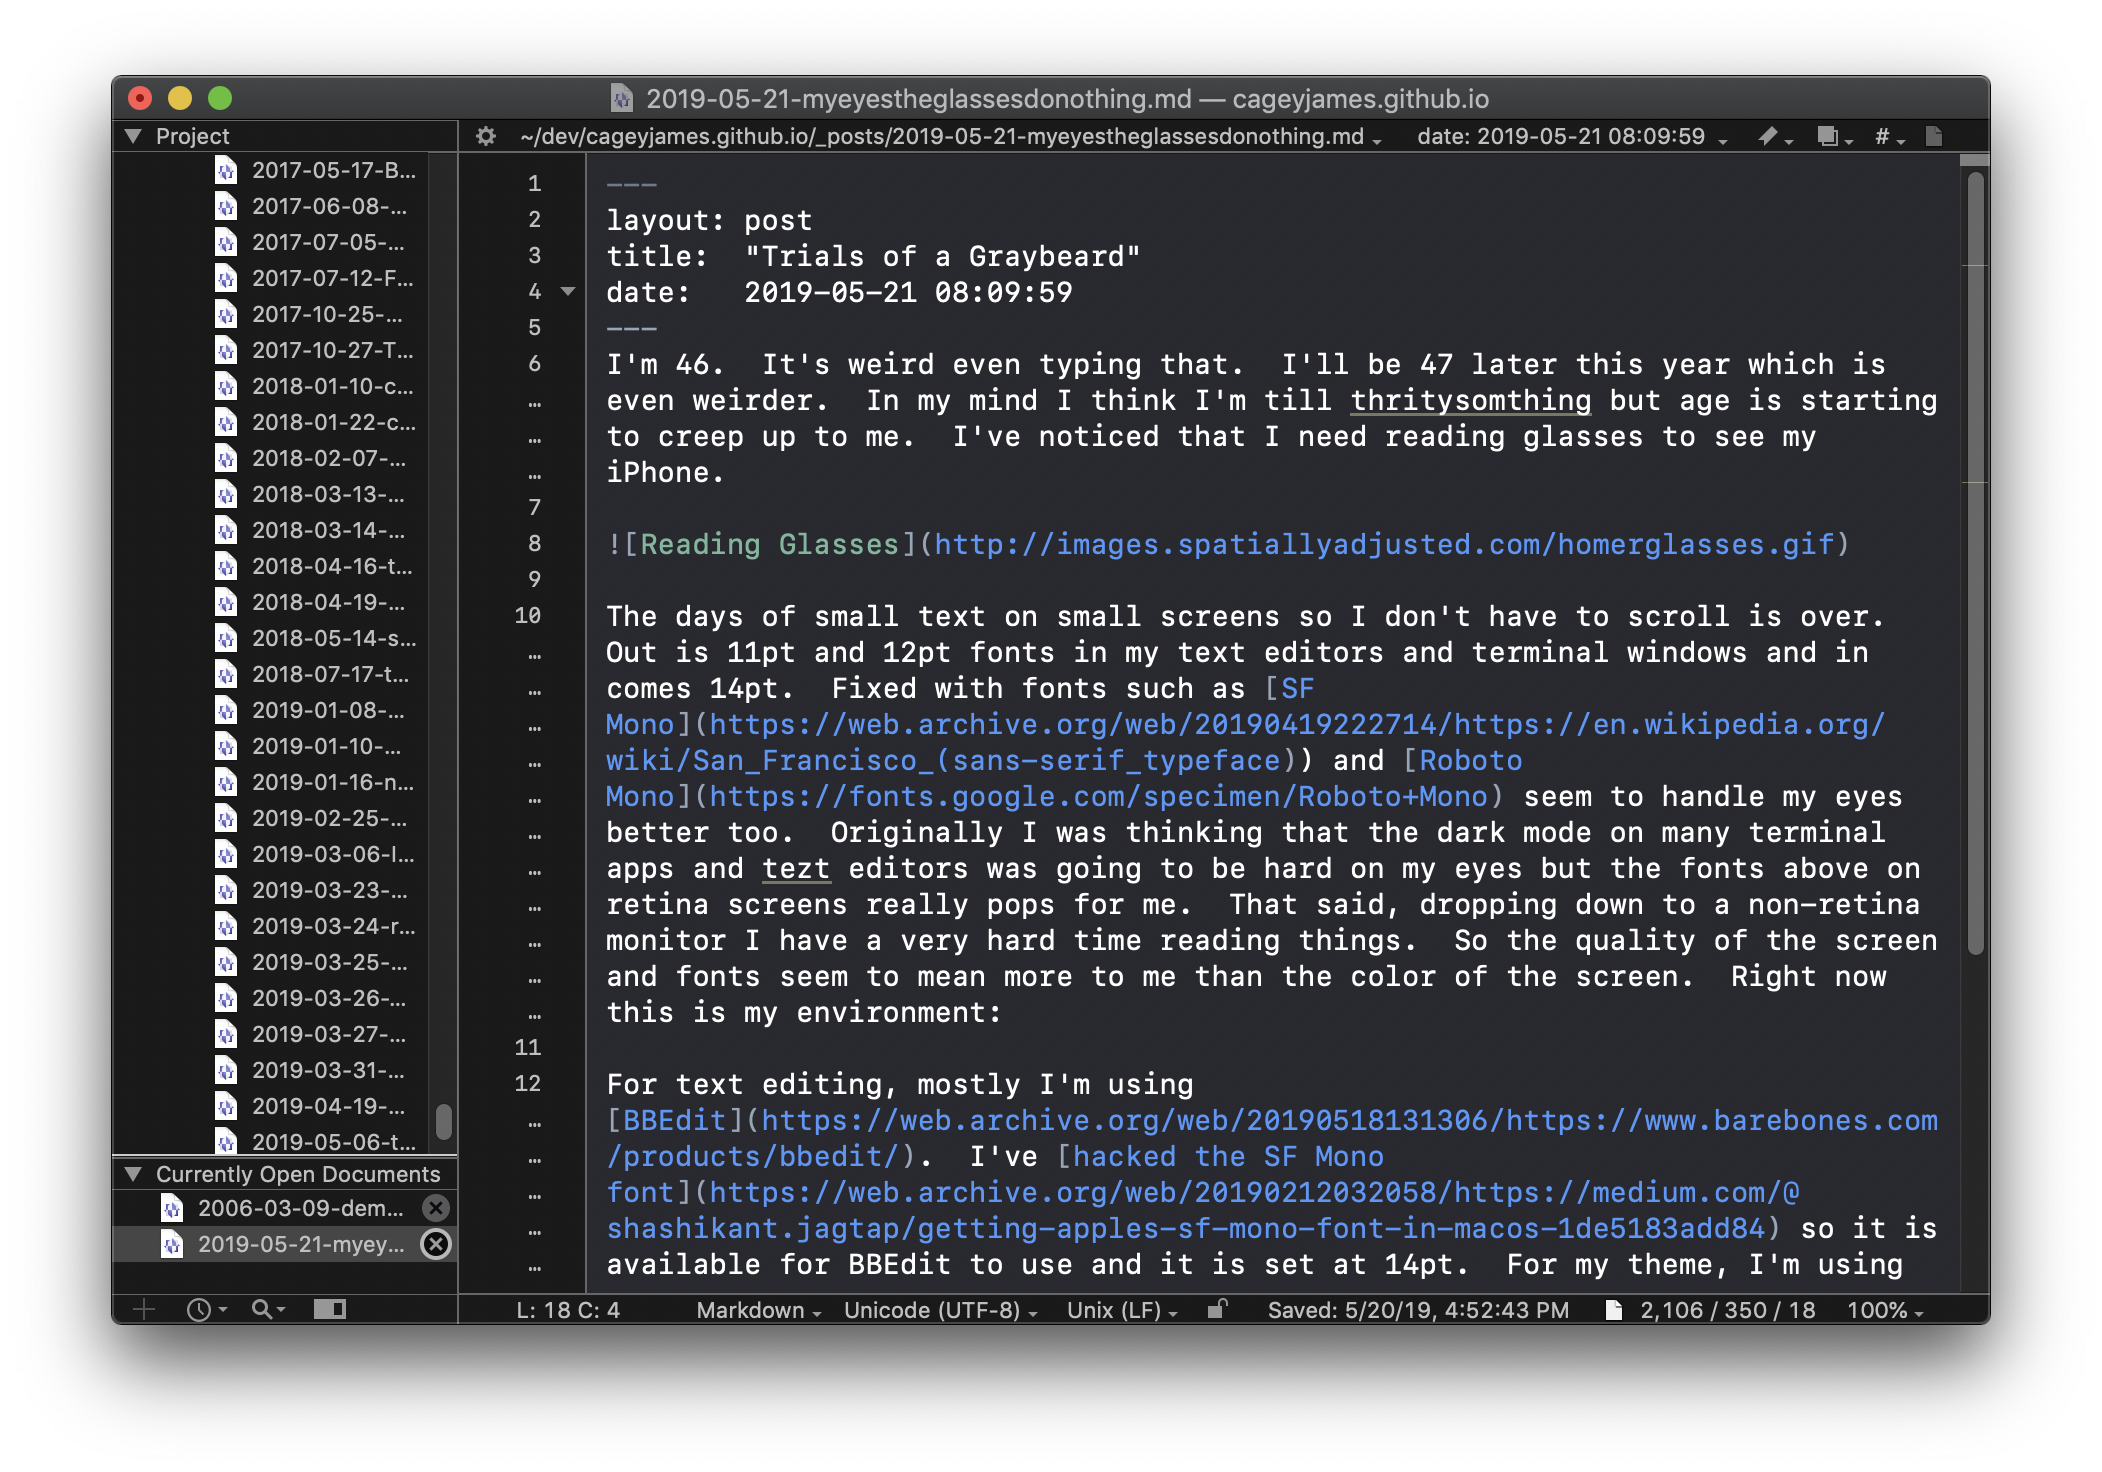 2019-05-21-myeyestheglassesdonothing.md — cageyjames.github.io
Project
~/dev/cageyjames.github.io/_posts/2019-05-21-myeyestheglassesdonothing.md
date: 2019-05-21 08:09:59
#
2017-05-17-B...
2017-06-08-...
2017-07-05-...
2017-07-12-F...
2017-10-25-...
2017-10-27-T...
2018-01-10-c...
2018-01-22-c...
2018-02-07-...
2018-03-13-...
2018-03-14-...
2018-04-16-t...
2018-04-19-...
2018-05-14-s...
2018-07-17-t...
2019-01-08-...
2019-01-10-...
2019-01-16-n...
2019-02-25-...
2019-03-06-I...
2019-03-23-...
2019-03-24-r...
2019-03-25-...
2019-03-26-...
2019-03-27-...
2019-03-31-...
2019-04-19-...
2019-05-06-t...
Currently Open Documents
2006-03-09-dem...
2019-05-21-myey...
1 ---
2 layout: post
3 title:  "Trials of a Graybeard"
4 date:   2019-05-21 08:09:59
5 ---
6 I'm 46.  It's weird even typing that.  I'll be 47 later this year which is
… even weirder.  In my mind I think I'm till thritysomthing but age is starting
… to creep up to me.  I've noticed that I need reading glasses to see my
… iPhone.
7
8 ![Reading Glasses](http://images.spatiallyadjusted.com/homerglasses.gif)
9
10 The days of small text on small screens so I don't have to scroll is over.
… Out is 11pt and 12pt fonts in my text editors and terminal windows and in
… comes 14pt.  Fixed with fonts such as [SF
… Mono](https://web.archive.org/web/20190419222714/https://en.wikipedia.org/
… wiki/San_Francisco_(sans-serif_typeface)) and [Roboto
… Mono](https://fonts.google.com/specimen/Roboto+Mono) seem to handle my eyes
… better too.  Originally I was thinking that the dark mode on many terminal
… apps and tezt editors was going to be hard on my eyes but the fonts above on
… retina screens really pops for me.  That said, dropping down to a non-retina
… monitor I have a very hard time reading things.  So the quality of the screen
… and fonts seem to mean more to me than the color of the screen.  Right now
… this is my environment:
11
12 For text editing, mostly I'm using
… [BBEdit](https://web.archive.org/web/20190518131306/https://www.barebones.com
… /products/bbedit/).  I've [hacked the SF Mono
… font](https://web.archive.org/web/20190212032058/https://medium.com/@
… shashikant.jagtap/getting-apples-sf-mono-font-in-macos-1de5183add84) so it is
… available for BBEdit to use and it is set at 14pt.  For my theme, I'm using
L: 18 C: 4
Markdown
Unicode (UTF-8)
Unix (LF)
Saved: 5/20/19, 4:52:43 PM
2,106 / 350 / 18
100%